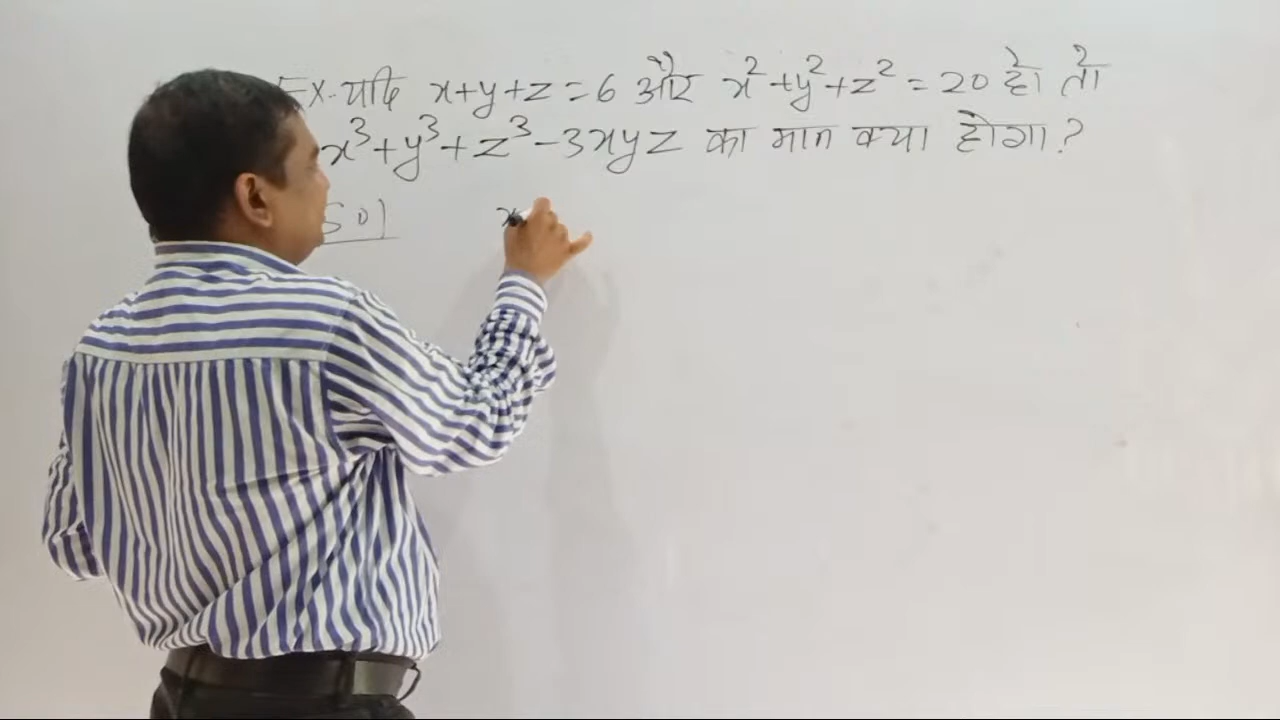 Ex. यदि x+y+z=6 और x²+y²+z²=20 हो तो
x³+y³+z³-3xyz का मान क्या होगा?
Sol x